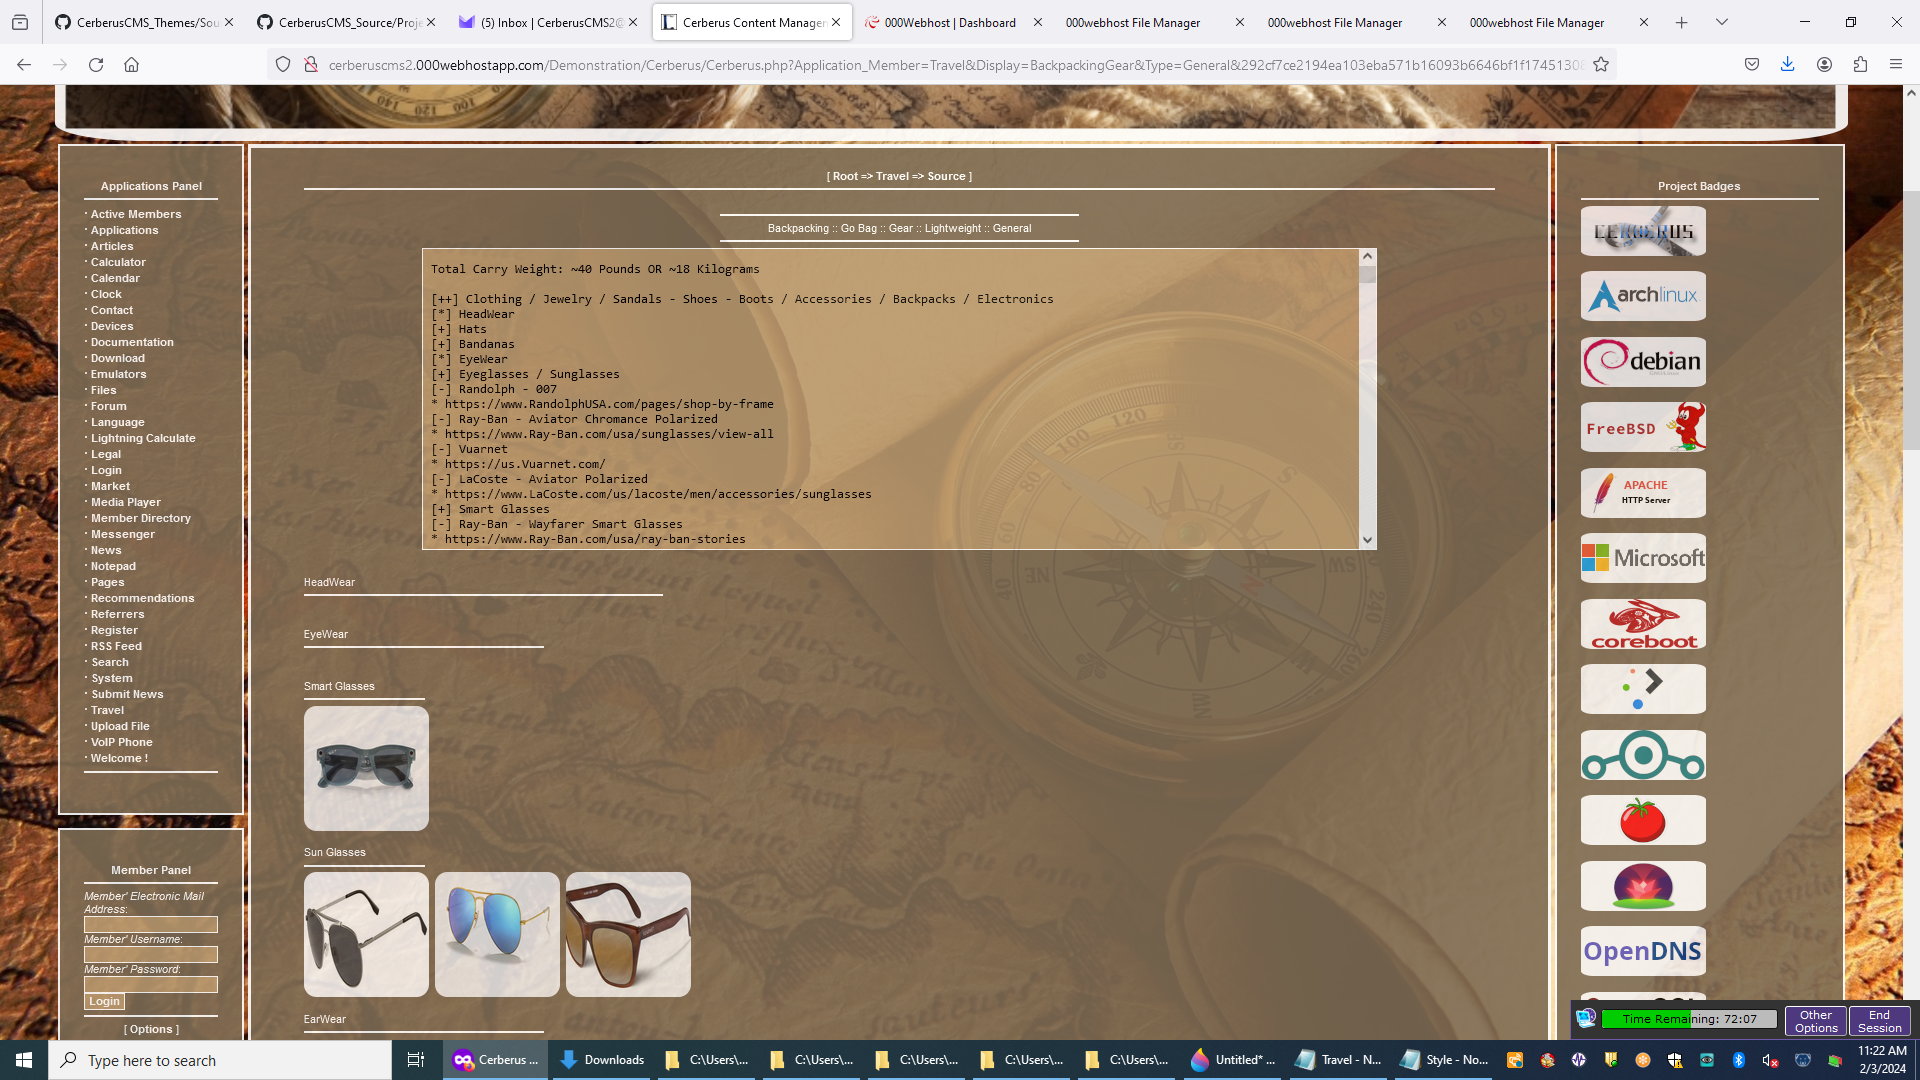 CerberusCMS_Themes/Sou
CerberusCMS_Source/Proje
(5) Inbox | CerberusCMS2@
Cerberus Content Manager
000Webhost | Dashboard
000webhost File Manager
000webhost File Manager
000webhost File Manager
cerberuscms2.000webhostapp.com/Demonstration/Cerberus/Cerberus.php?Application_Member=Travel&Display=BackpackingGear&Type=General&292cf7ce2194ea103eba571b16093b6646bf1f1745130
Applications Panel
· Active Members
· Applications
· Articles
· Calculator
· Calendar
· Clock
· Contact
· Devices
· Documentation
· Download
· Emulators
· Files
· Forum
· Language
· Lightning Calculate
· Legal
· Login
· Market
· Media Player
· Member Directory
· Messenger
· News
· Notepad
· Pages
· Recommendations
· Referrers
· Register
· RSS Feed
· Search
· System
· Submit News
· Travel
· Upload File
· VoIP Phone
· Welcome !
Member Panel
Member' Electronic Mail
Address:
Member' Username:
Member' Password:
Login
[ Options ]
[ Root => Travel => Source ]
Backpacking :: Go Bag :: Gear :: Lightweight :: General
Total Carry Weight: ~40 Pounds OR ~18 Kilograms
[++] Clothing / Jewelry / Sandals - Shoes - Boots / Accessories / Backpacks / Electronics
[*] HeadWear
[+] Hats
[+] Bandanas
[*] EyeWear
[+] Eyeglasses / Sunglasses
[-] Randolph - 007
* https://www.RandolphUSA.com/pages/shop-by-frame
[-] Ray-Ban - Aviator Chromance Polarized
* https://www.Ray-Ban.com/usa/sunglasses/view-all
[-] Vuarnet
* https://us.Vuarnet.com/
[-] LaCoste - Aviator Polarized
* https://www.LaCoste.com/us/lacoste/men/accessories/sunglasses
[+] Smart Glasses
[-] Ray-Ban - Wayfarer Smart Glasses
* https://www.Ray-Ban.com/usa/ray-ban-stories
HeadWear
EyeWear
Smart Glasses
Sun Glasses
EarWear
Project Badges
CERBERUS
archlinux
debian
FreeBSD
APACHE
HTTP Server
Microsoft
coreboot
OpenDNS
Time Remaining: 72:07
Other
Options
End
Session
Type here to search
Cerberus ...
Downloads
C:\Users\...
C:\Users\...
C:\Users\...
C:\Users\...
C:\Users\...
Untitled* ...
Travel - N...
Style - No...
11:22 AM
2/3/2024